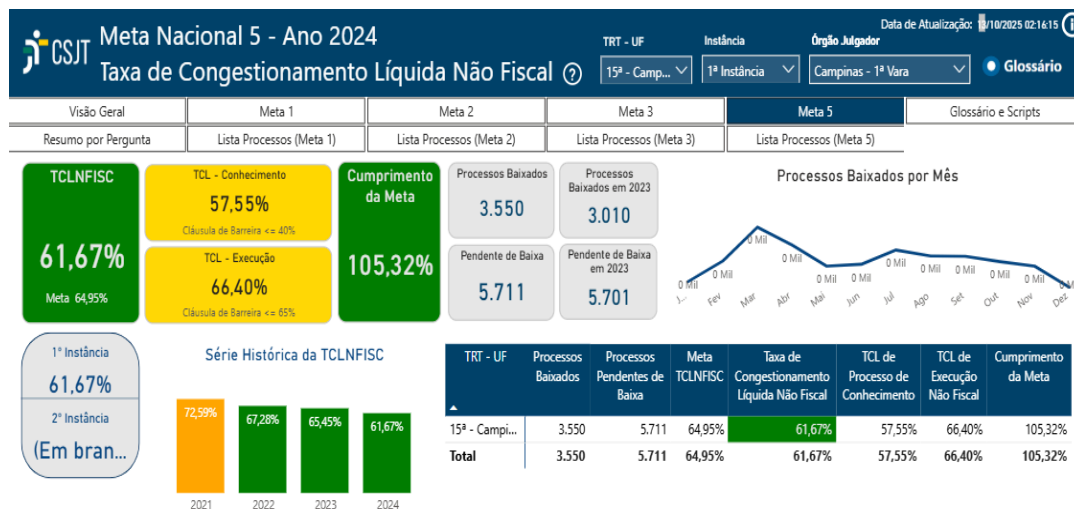 CSJT
Meta Nacional 5 - Ano 2024
Taxa de Congestionamento Líquida Não Fiscal
Data de Atualização: /10/2025 02:16:15
TRT - UF
Instância
Órgão Julgador
15ª - Camp...
1ª Instância
Campinas - 1ª Vara
Glossário
Visão Geral
Meta 1
Meta 2
Meta 3
Meta 5
Glossário e Scripts
Resumo por Pergunta
Lista Processos (Meta 1)
Lista Processos (Meta 2)
Lista Processos (Meta 3)
Lista Processos (Meta 5)
TCLNFISC
61,67%
Meta 64,95%
TCL - Conhecimento
57,55%
Cláusula de Barreira <= 40%
TCL - Execução
66,40%
Cláusula de Barreira <= 65%
Cumprimento
da Meta
105,32%
Processos Baixados
3.550
Processos
Baixados em 2023
3.010
Pendente de Baixa
5.711
Pendente de Baixa
em 2023
5.701
Processos Baixados por Mês
0 Mil
0 Mil
0 Mil
0 Mil
0 Mil
0 Mil
0 Mil
0 Mil
0 Mil
0 Mil
0 Mil
0 M
J... Fev Mar Abr Mai Jun Jul Ago Set Out Nov Dez
1ª Instância
61,67%
2ª Instância
(Em bran...
Série Histórica da TCLNFISC
72,59% 67,28% 65,45% 61,67%
2021 2022 2023 2024
TRT - UF Processos Baixados Processos Pendentes de Baixa Meta TCLNFISC Taxa de Congestionamento Líquida Não Fiscal TCL de Processo de Conhecimento TCL de Execução Não Fiscal Cumprimento da Meta
15ª - Campi... 3.550 5.711 64,95% 61,67% 57,55% 66,40% 105,32%
Total 3.550 5.711 64,95% 61,67% 57,55% 66,40% 105,32%